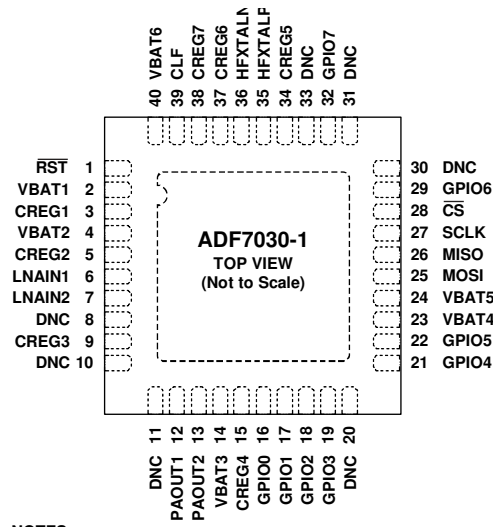 40 VBAT6
39 CLF
38 CREG7
37 CREG6
36 HFXTALN
35 HFXTALP
34 CREG5
33 DNC
32 GPIO7
31 DNC
RST 1
VBAT1 2
CREG1 3
VBAT2 4
CREG2 5
LNAIN1 6
LNAIN2 7
DNC 8
CREG3 9
DNC 10
ADF7030-1
TOP VIEW
(Not to Scale)
30 DNC
29 GPIO6
28 CS
27 SCLK
26 MISO
25 MOSI
24 VBAT5
23 VBAT4
22 GPIO5
21 GPIO4
DNC 11
PAOUT1 12
PAOUT2 13
VBAT3 14
CREG4 15
GPIO0 16
GPIO1 17
GPIO2 18
GPIO3 19
DNC 20